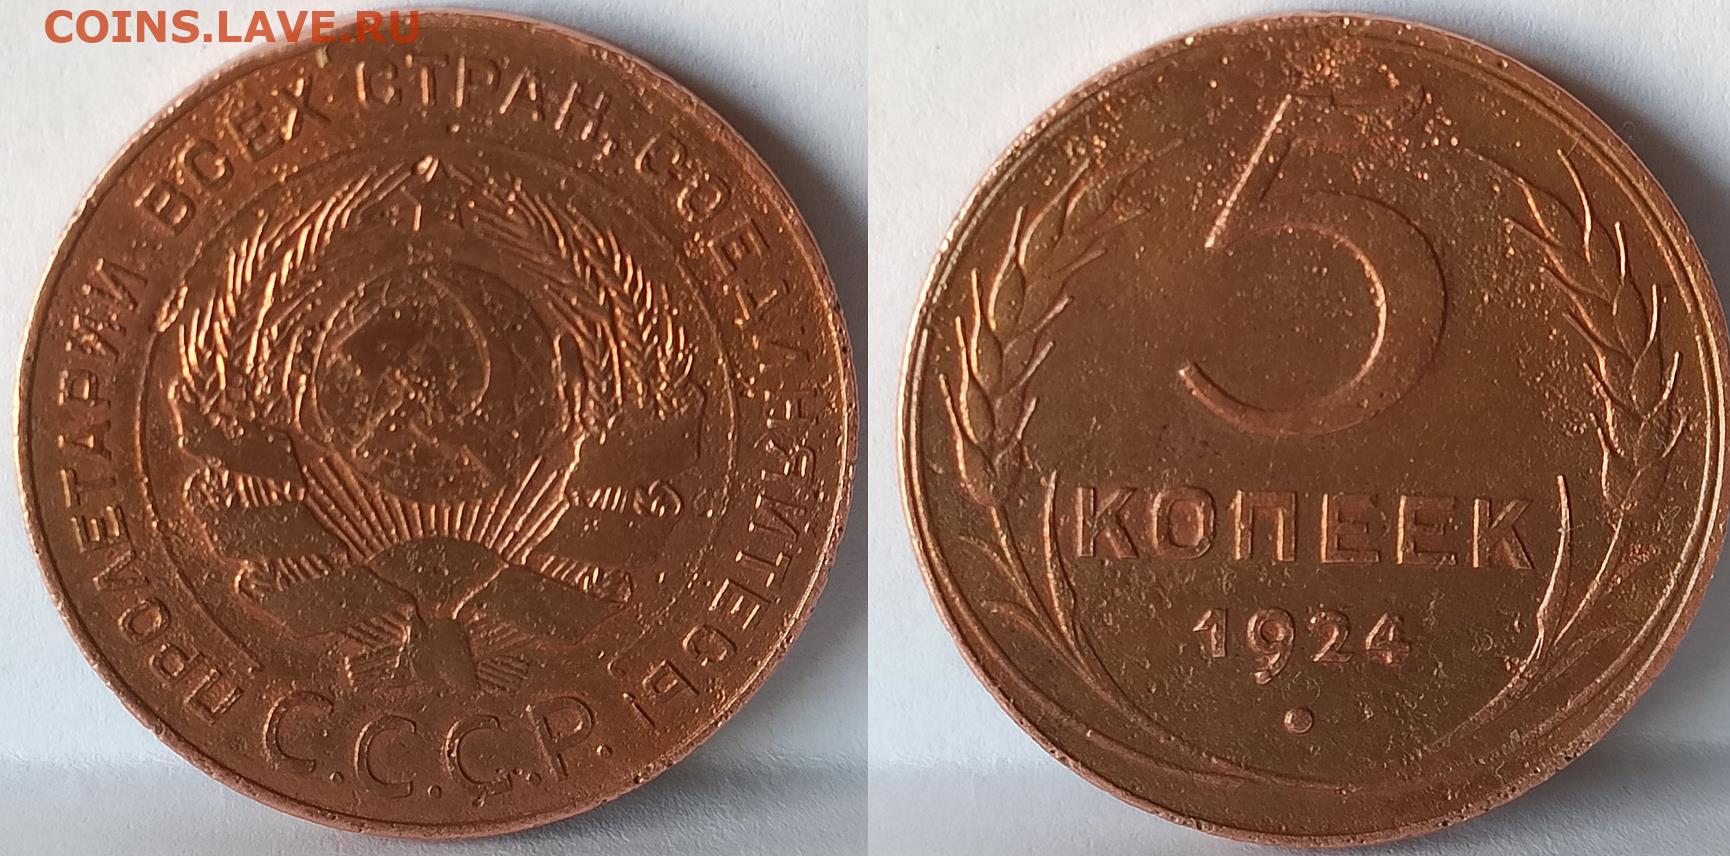 COINS.LAVE.RU
ПРОЛЕТАРИИ ВСЕХ СТРАН, СОЕДИНЯЙТЕСЬ!
С.С.С.Р.
5
КОПЕЕК
1924